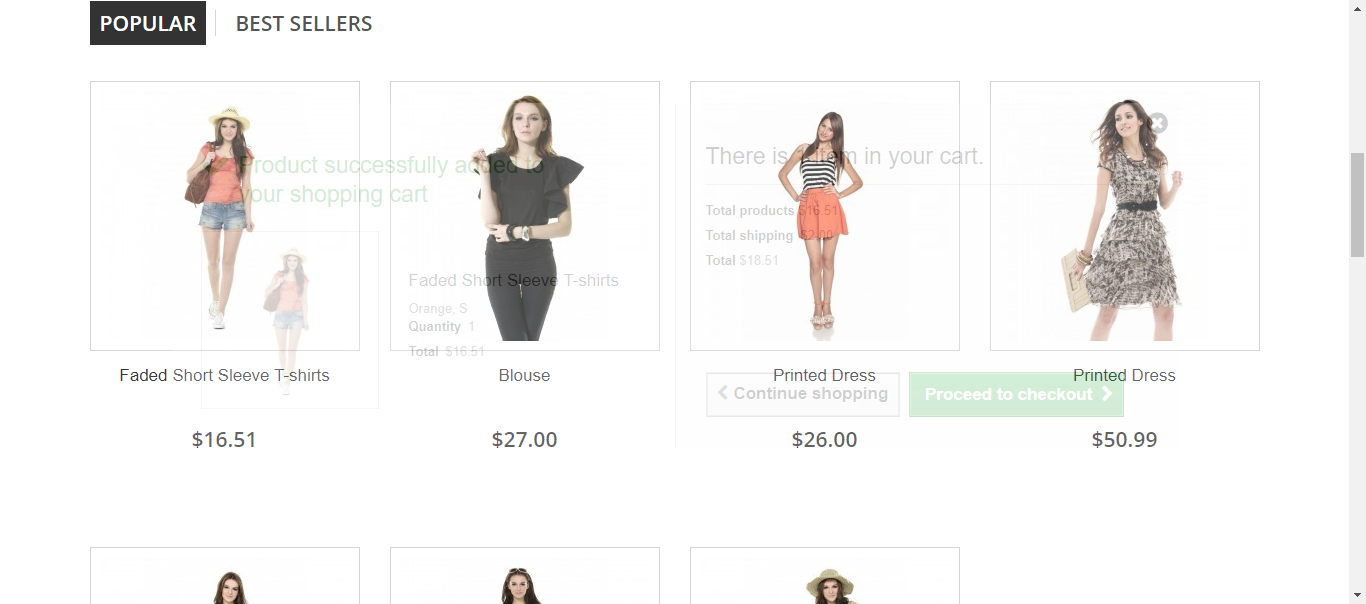 POPULAR
BEST SELLERS
Product successfully added to
your shopping cart
There is 1 item in your cart.
Total products $16.51
Total shipping $2.00
Total $18.51
Faded Short Sleeve T-shirts
Orange, S
Quantity 1
Total $16.51
Faded Short Sleeve T-shirts
Blouse
Printed Dress
Printed Dress
Continue shopping
Proceed to checkout
$16.51
$27.00
$26.00
$50.99